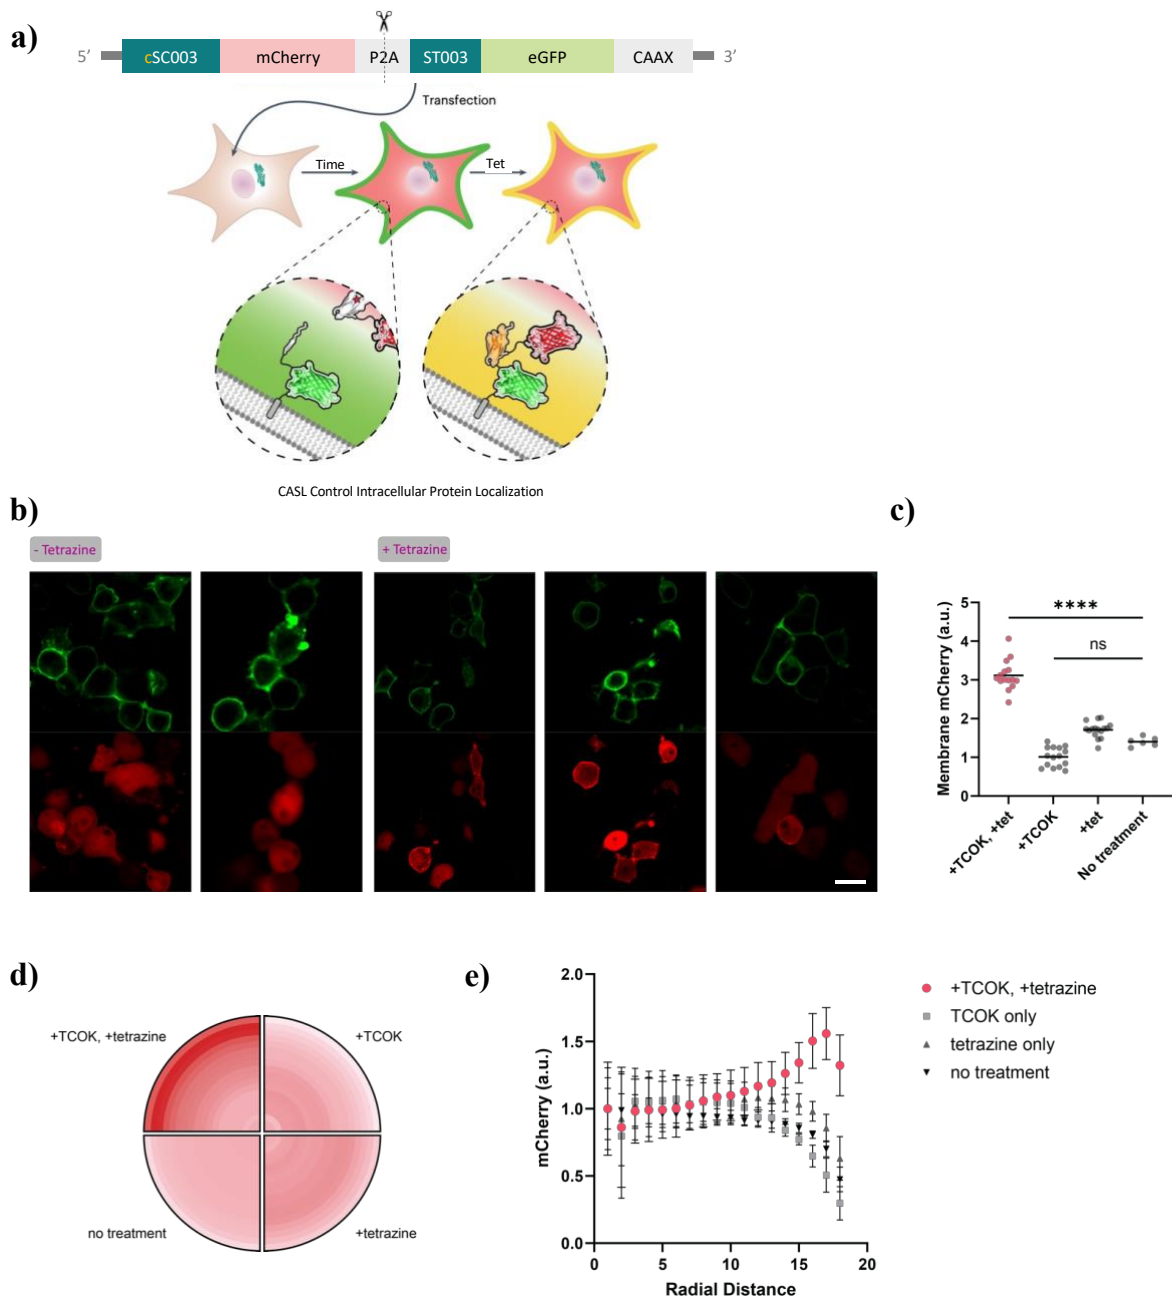 a)
5’ cSC003 mCherry P2A ST003 eGFP CAAX 3’
Transfection
Time
Tet
CASL Control Intracellular Protein Localization
b)
- Tetrazine
+ Tetrazine
c)
Membrane mCherry (a.u.)
5
4
3
2
1
0
****
ns
+TCOK, +tet
+TCOK
+tet
No treatment
d)
+TCOK, +tetrazine
+TCOK
no treatment
+tetrazine
e)
mCherry (a.u.)
2.0
1.5
1.0
0.5
0.0
0 5 10 15 20
Radial Distance
+TCOK, +tetrazine
TCOK only
tetrazine only
no treatment